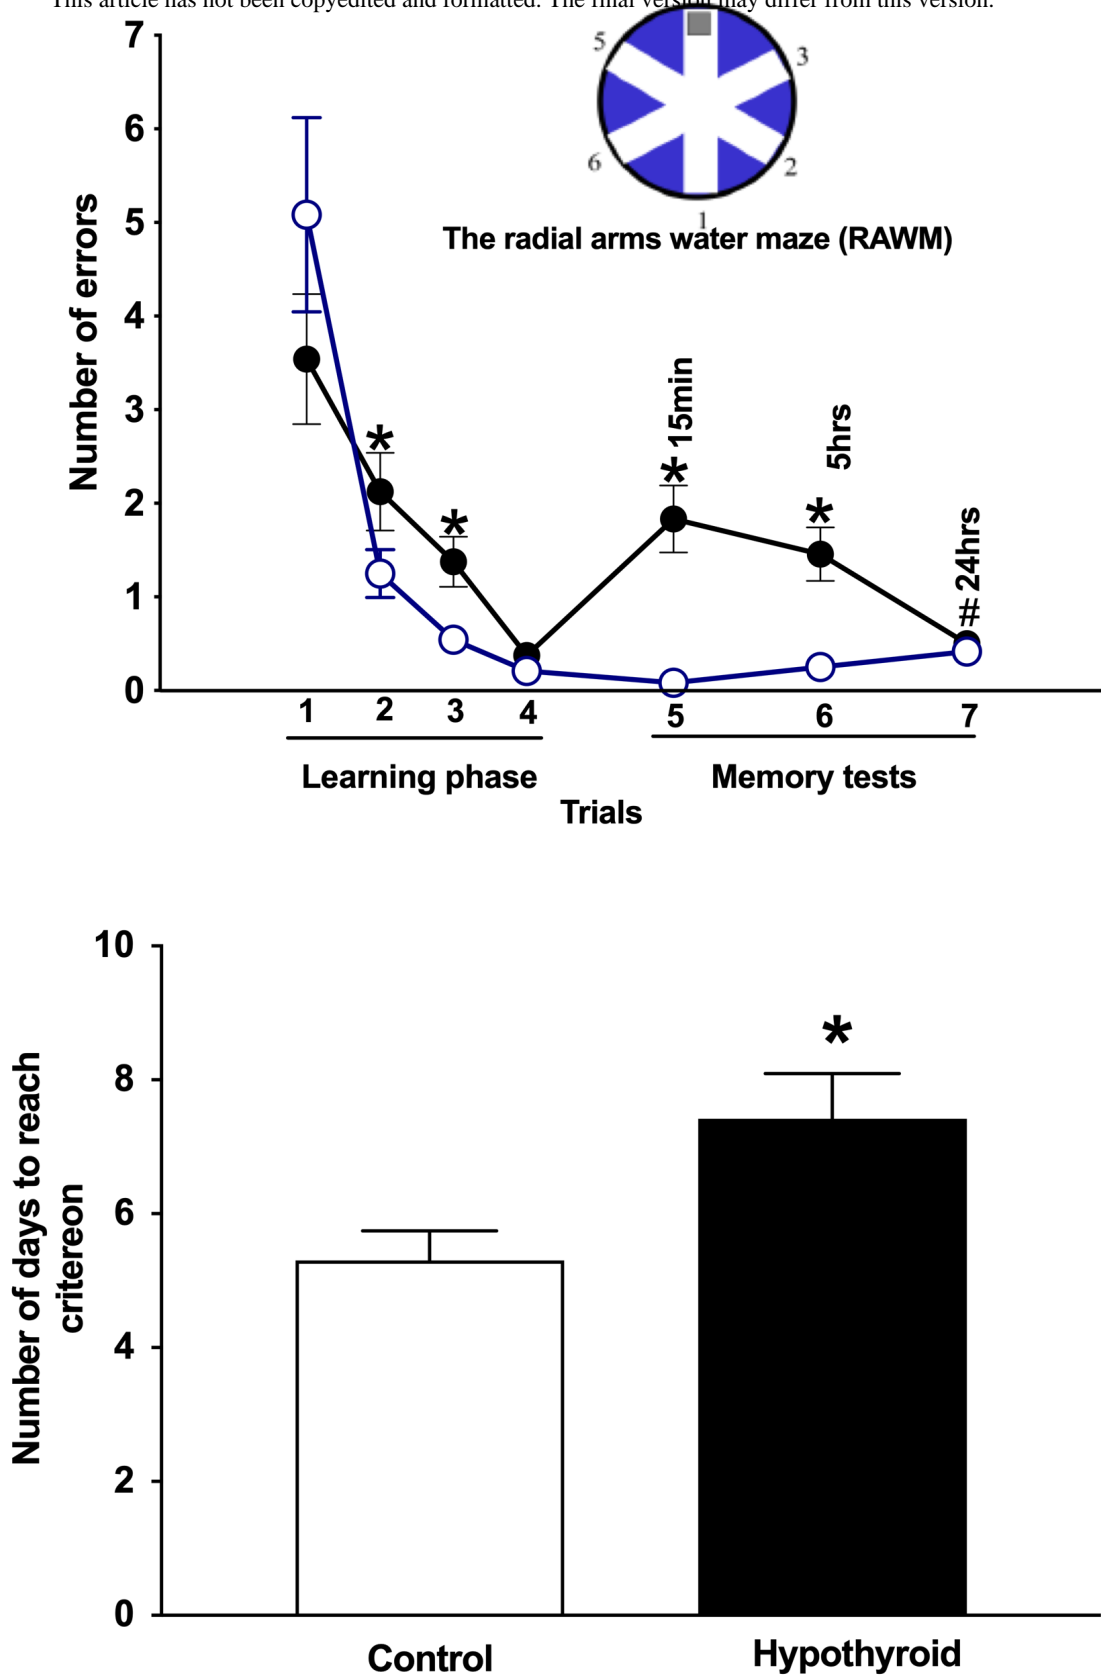 This article has not been copyedited and formatted. The final version may differ from this version.
7
6
5
4
3
2
1
0
Number of errors
5
3
6
2
1
The radial arms water maze (RAWM)
*
*
* 15min
* 5hrs
# 24hrs
1 2 3 4 5 6 7
Learning phase Memory tests
Trials
10
8
6
4
2
0
Number of days to reach
critereon
*
Control Hypothyroid